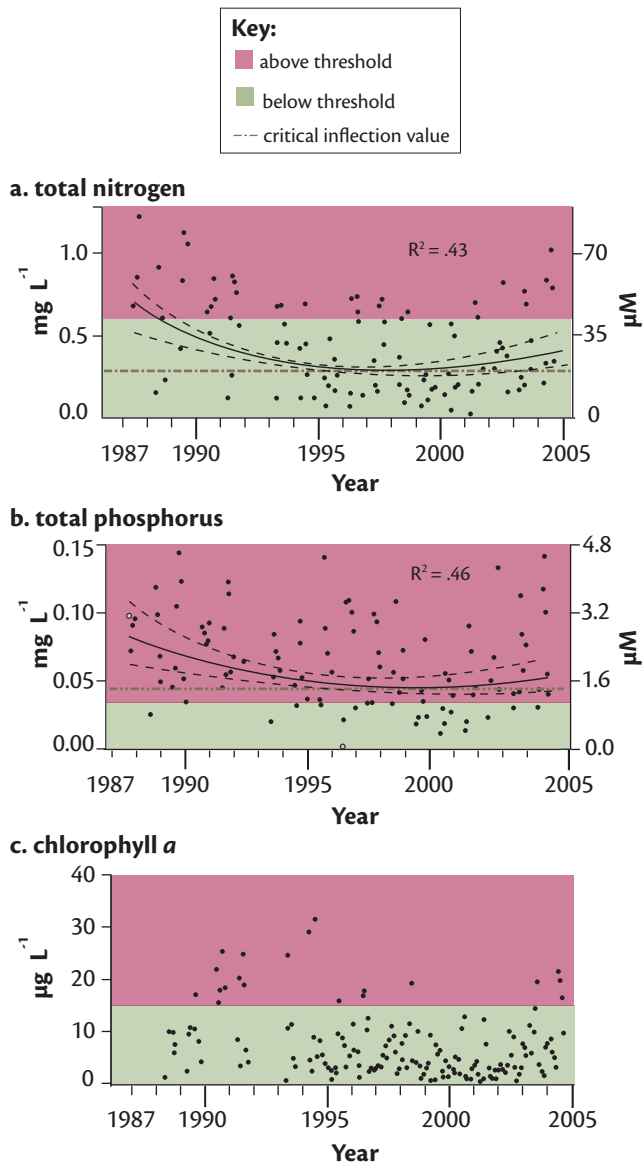 Key:
above threshold
below threshold
critical inflection value
a. total nitrogen
R² = .43
mg L⁻¹
1.0
0.5
0.0
70
35
0
μM
1987 1990 1995 2000 2005
Year
b. total phosphorus
R² = .46
mg L⁻¹
0.15
0.10
0.05
0.00
4.8
3.2
1.6
0.0
μM
1987 1990 1995 2000 2005
Year
c. chlorophyll a
μg L⁻¹
40
30
20
10
0
1987 1990 1995 2000 2005
Year